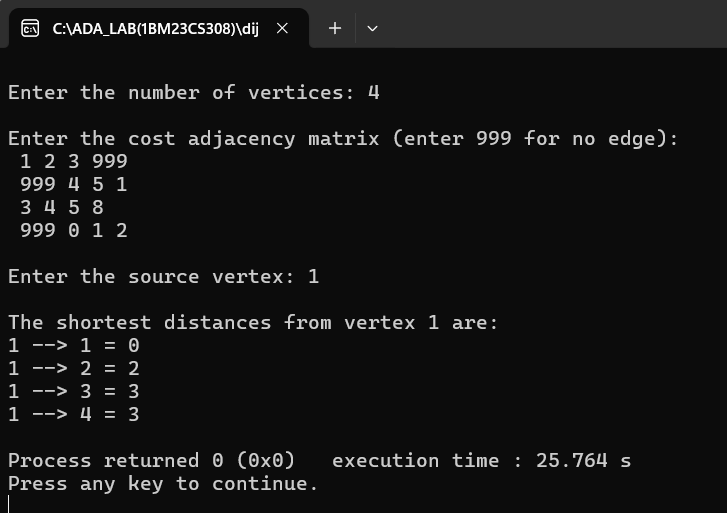 C:\ADA_LAB(1BM23CS308)\dij
Enter the number of vertices: 4
Enter the cost adjacency matrix (enter 999 for no edge):
1 2 3 999
999 4 5 1
3 4 5 8
999 0 1 2
Enter the source vertex: 1
The shortest distances from vertex 1 are:
1 --> 1 = 0
1 --> 2 = 2
1 --> 3 = 3
1 --> 4 = 3
Process returned 0 (0x0)   execution time : 25.764 s
Press any key to continue.